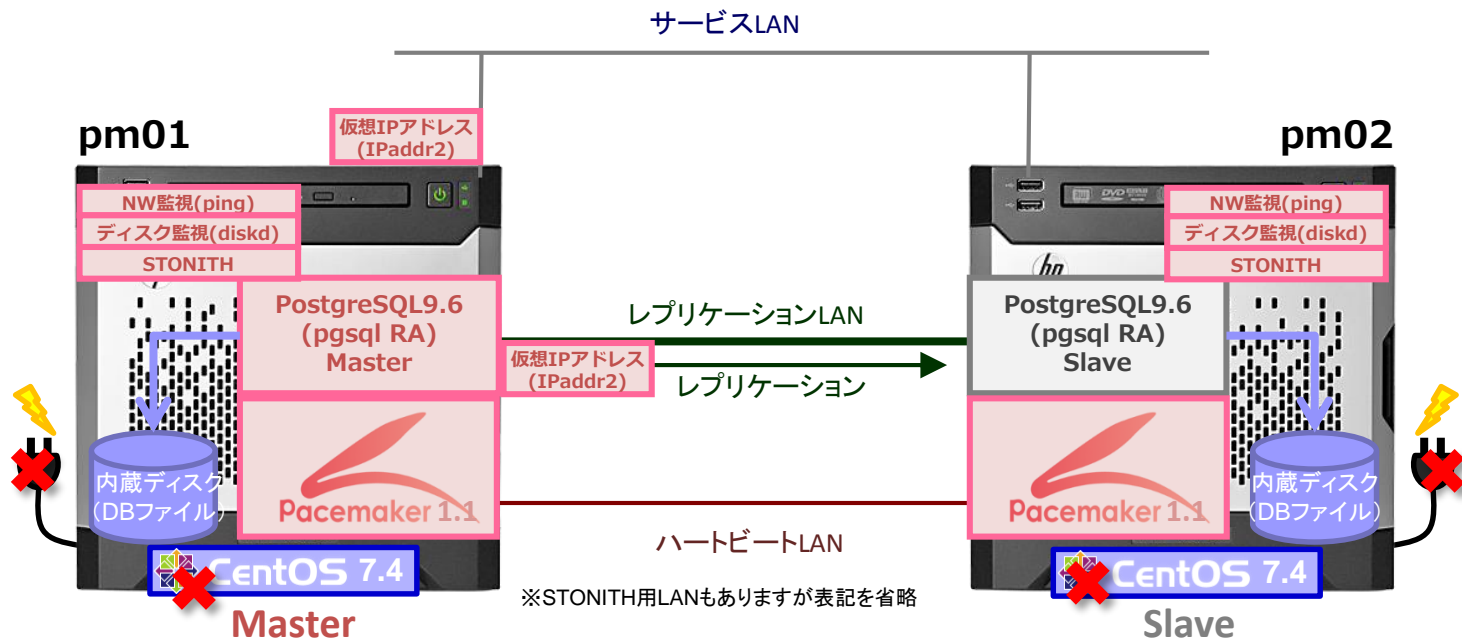 サービスLAN
pm01
仮想IPアドレス
(IPaddr2)
pm02
NW監視(ping)
ディスク監視(diskd)
STONITH
NW監視(ping)
ディスク監視(diskd)
STONITH
hp
PostgreSQL9.6
(pgsql RA)
Master
レプリケーションLAN
仮想IPアドレス
(IPaddr2)
レプリケーション
PostgreSQL9.6
(pgsql RA)
Slave
内蔵ディスク
(DBファイル)
Pacemaker 1.1
ハートビートLAN
Pacemaker 1.1
内蔵ディスク
(DBファイル)
CentOS 7.4
CentOS 7.4
※STONITH用LANもありますが表記を省略
Master
Slave